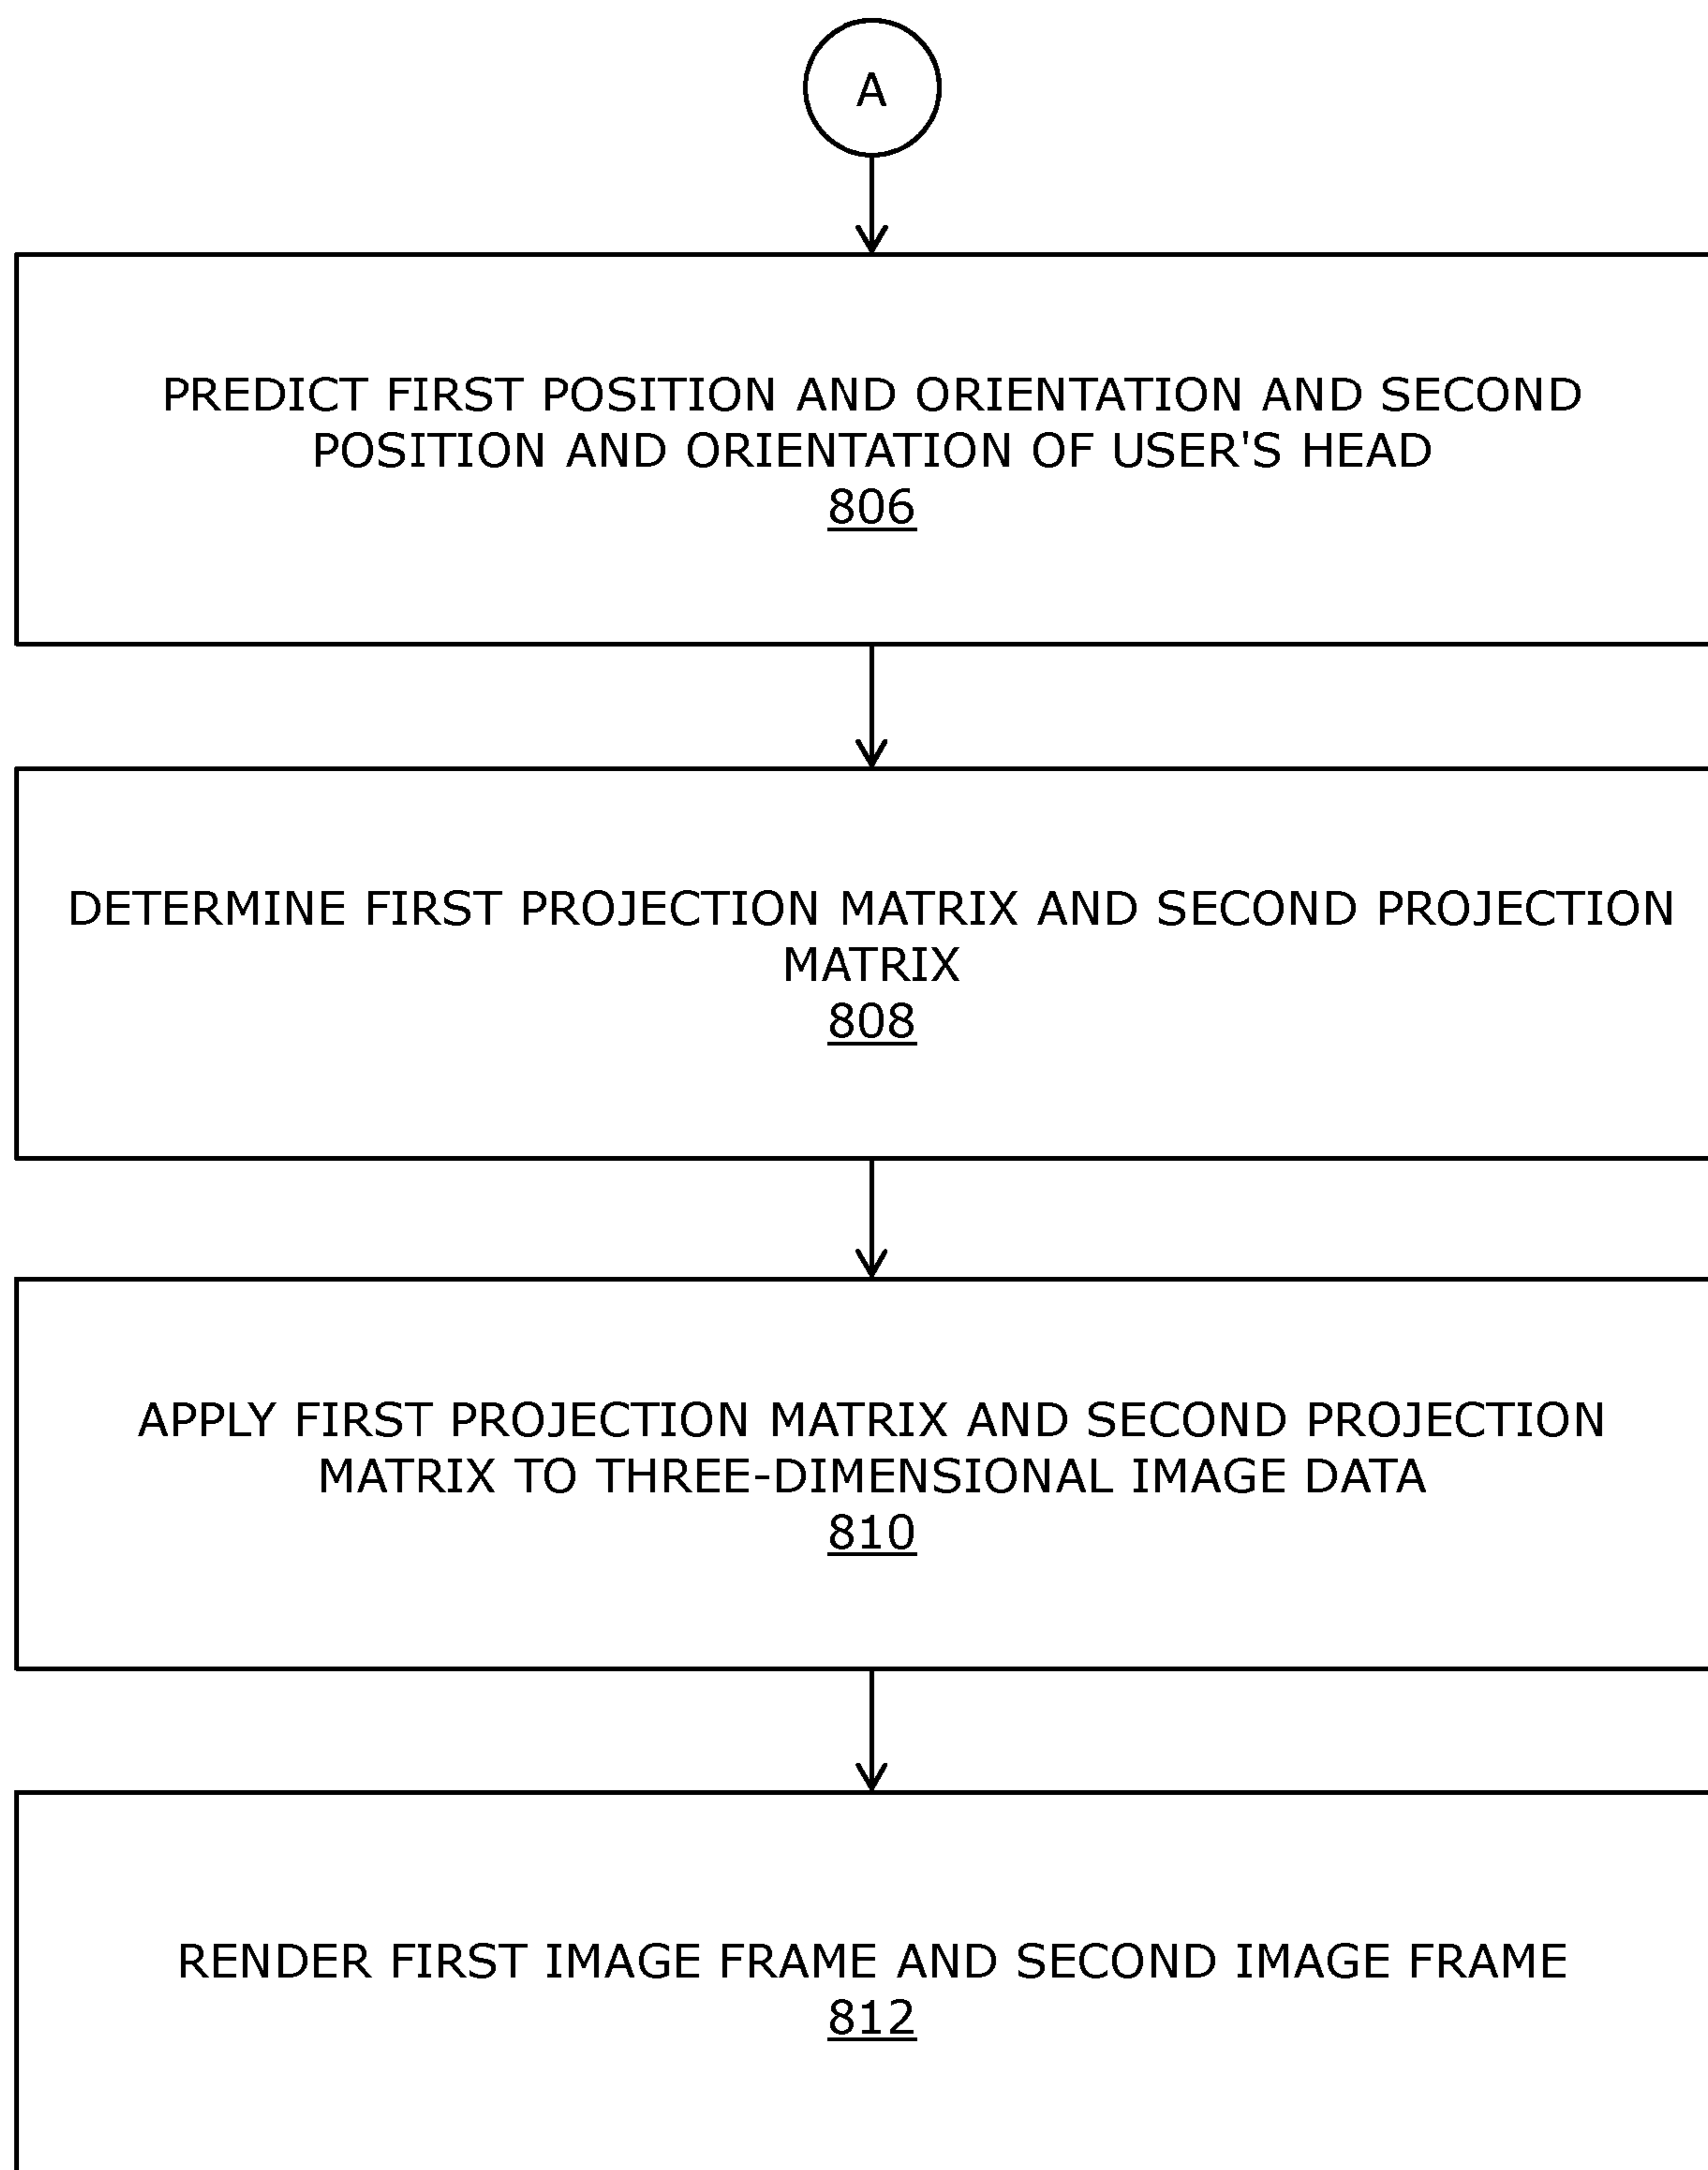 A
PREDICT FIRST POSITION AND ORIENTATION AND SECOND
POSITION AND ORIENTATION OF USER'S HEAD
806
DETERMINE FIRST PROJECTION MATRIX AND SECOND PROJECTION
MATRIX
808
APPLY FIRST PROJECTION MATRIX AND SECOND PROJECTION
MATRIX TO THREE-DIMENSIONAL IMAGE DATA
810
RENDER FIRST IMAGE FRAME AND SECOND IMAGE FRAME
812